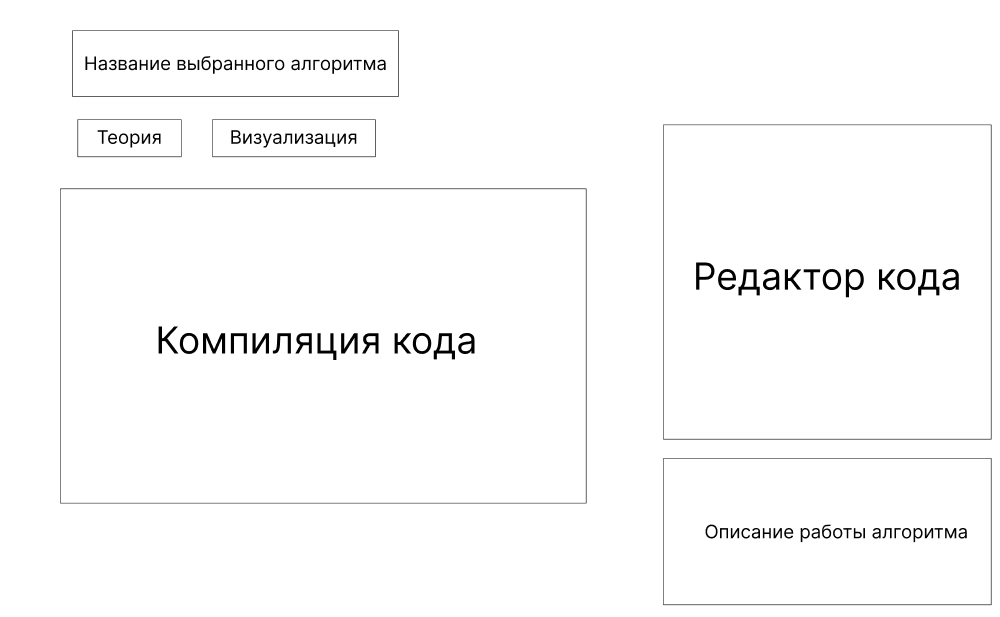 Название выбранного алгоритма
Теория
Визуализация
Компиляция кода
Редактор кода
Описание работы алгоритма